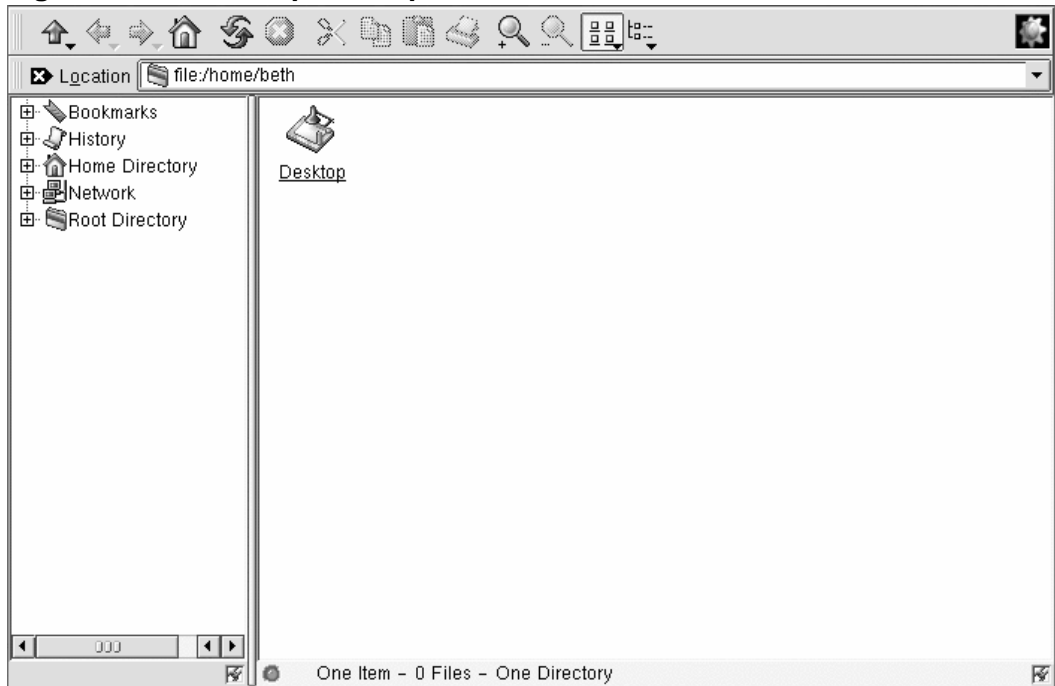 Location file:/home/beth
Bookmarks
History
Home Directory
Network
Root Directory
Desktop
One Item – 0 Files – One Directory